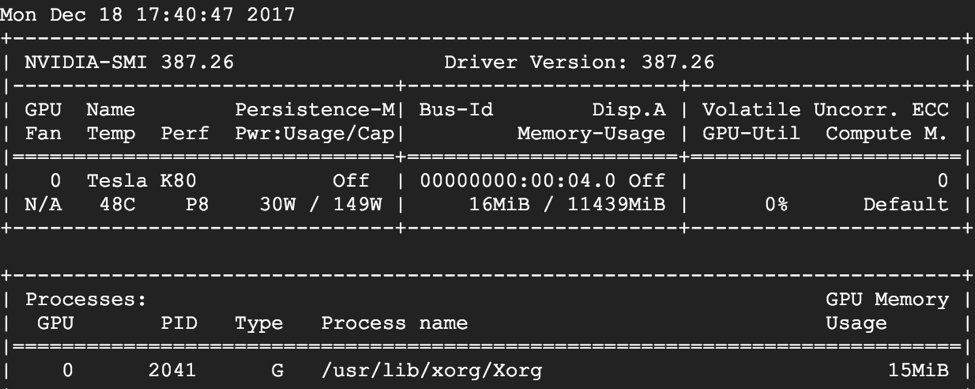 Mon Dec 18 17:40:47 2017
+-----------------------------------------------------------------------------+
| NVIDIA-SMI 387.26                 Driver Version: 387.26                    |
|-------------------------------+----------------------+----------------------+
| GPU  Name        Persistence-M| Bus-Id        Disp.A | Volatile Uncorr. ECC |
| Fan  Temp  Perf  Pwr:Usage/Cap|         Memory-Usage | GPU-Util  Compute M. |
|===============================+======================+======================|
|   0  Tesla K80           Off  | 00000000:00:04.0 Off |                    0 |
| N/A   48C    P8    30W / 149W |     16MiB / 11439MiB |      0%      Default |
+-------------------------------+----------------------+----------------------+

+-----------------------------------------------------------------------------+
| Processes:                                                       GPU Memory |
|  GPU       PID   Type   Process name                             Usage      |
|=============================================================================|
|    0      2041      G   /usr/lib/xorg/Xorg                            15MiB |